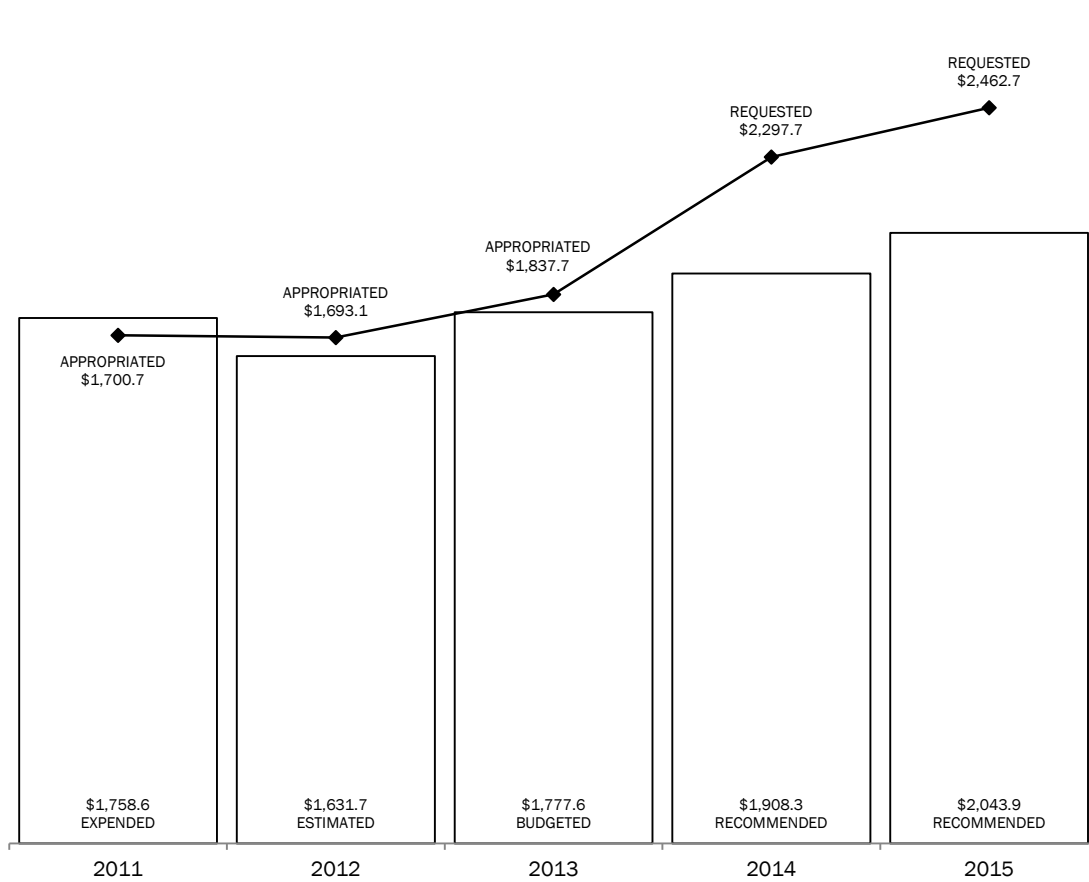 REQUESTED
$2,462.7
REQUESTED
$2,297.7
APPROPRIATED
$1,837.7
APPROPRIATED
$1,693.1
APPROPRIATED
$1,700.7
$1,758.6
EXPENDED
$1,631.7
ESTIMATED
$1,777.6
BUDGETED
$1,908.3
RECOMMENDED
$2,043.9
RECOMMENDED
2011
2012
2013
2014
2015